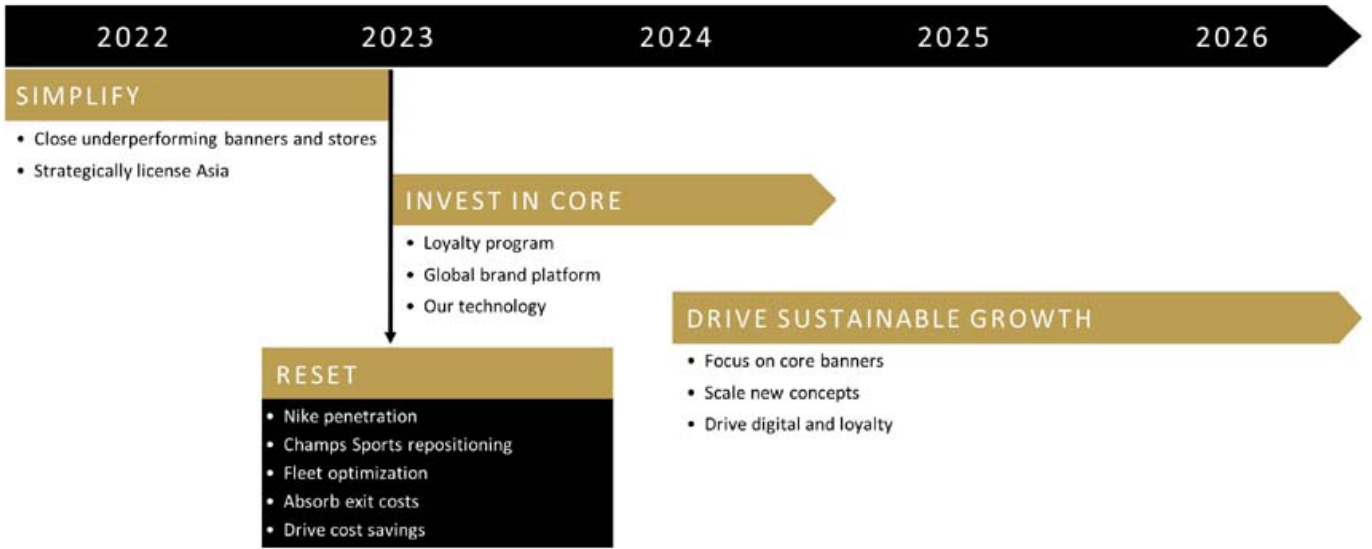 2022 2023 2024 2025 2026
SIMPLIFY
• Close underperforming banners and stores
• Strategically license Asia
INVEST IN CORE
• Loyalty program
• Global brand platform
• Our technology
DRIVE SUSTAINABLE GROWTH
• Focus on core banners
• Scale new concepts
• Drive digital and loyalty
RESET
• Nike penetration
• Champs Sports repositioning
• Fleet optimization
• Absorb exit costs
• Drive cost savings